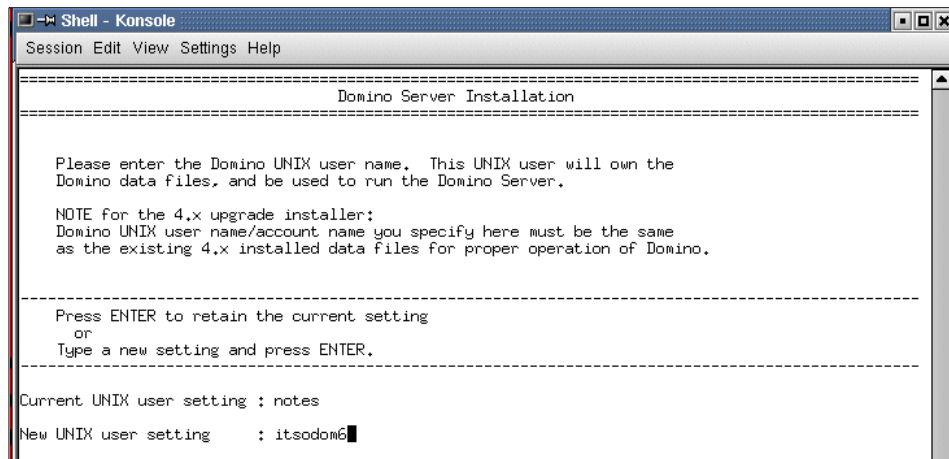 Shell - Konsole
Session Edit View Settings Help
Domino Server Installation
Please enter the Domino UNIX user name. This UNIX user will own the
Domino data files, and be used to run the Domino Server.
NOTE for the 4.x upgrade installer:
Domino UNIX user name/account name you specify here must be the same
as the existing 4.x installed data files for proper operation of Domino.
Press ENTER to retain the current setting
or
Type a new setting and press ENTER.
Current UNIX user setting : notes
New UNIX user setting : itsodom6